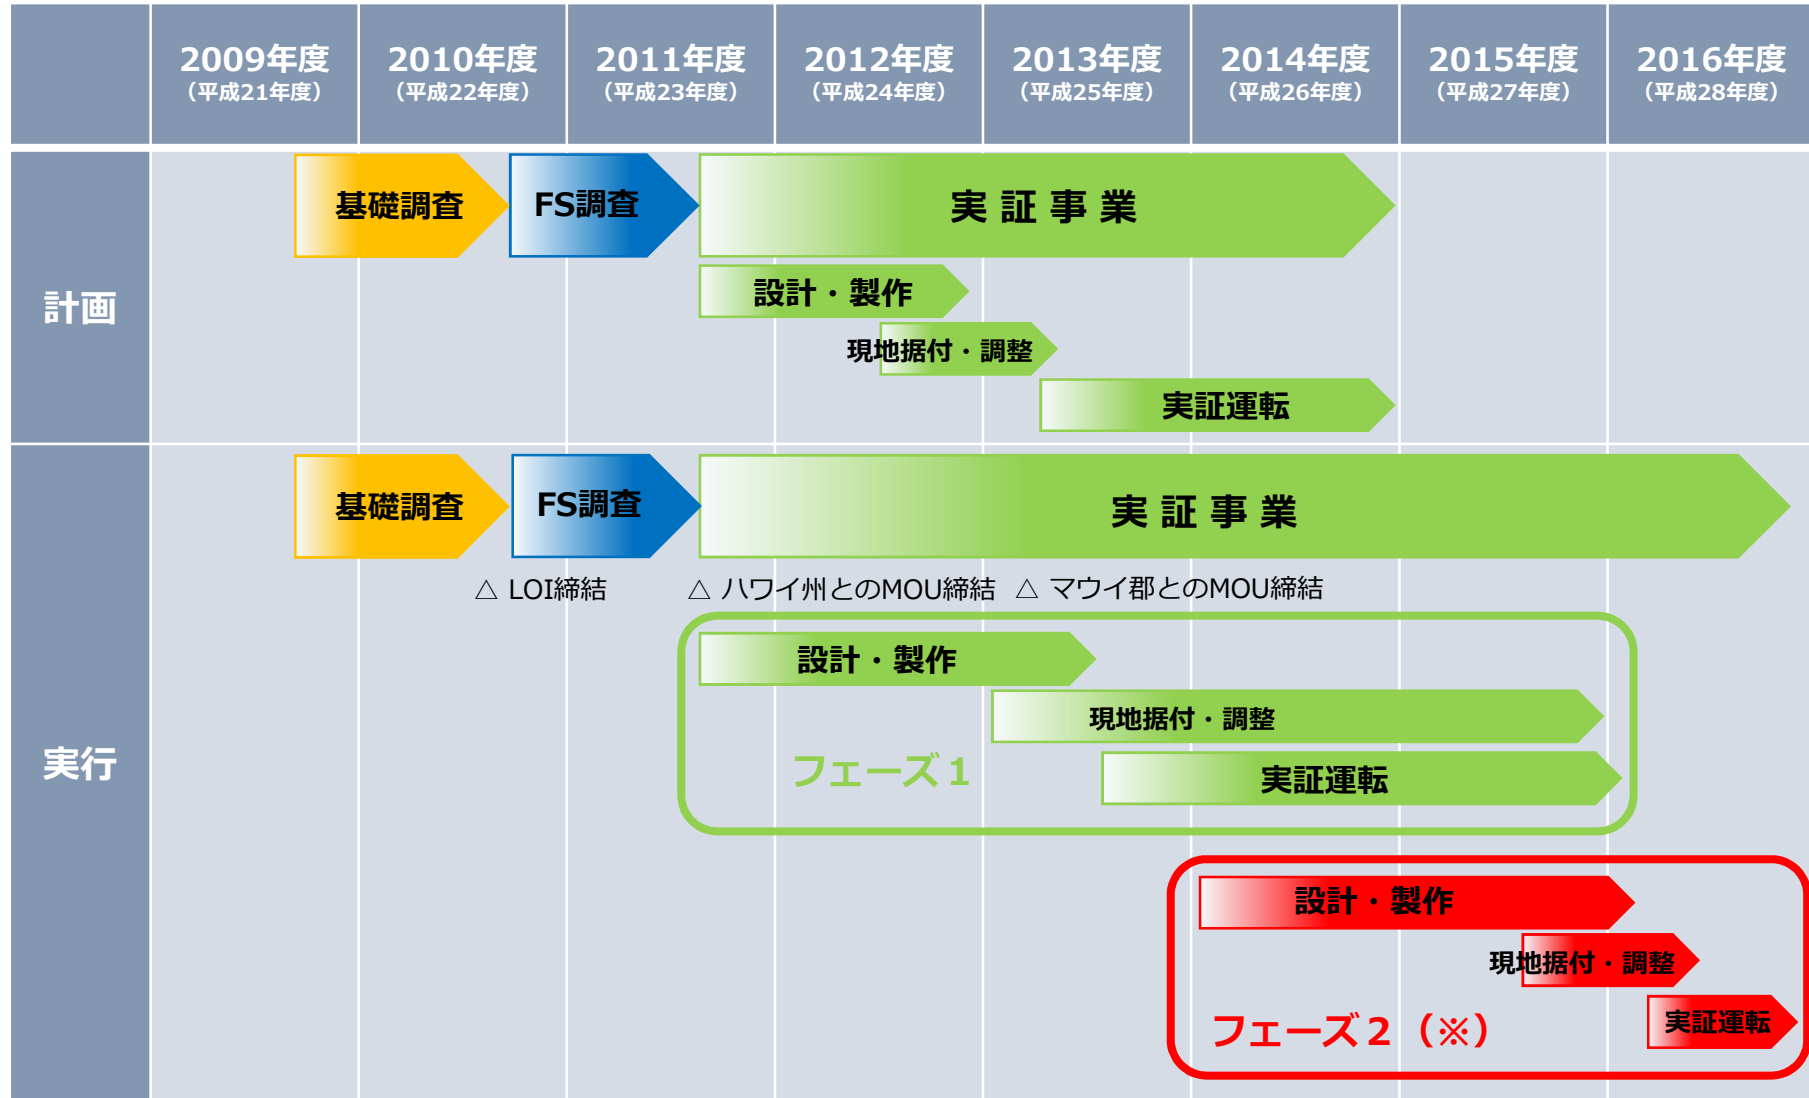 2009年度
(平成21年度)
2010年度
(平成22年度)
2011年度
(平成23年度)
2012年度
(平成24年度)
2013年度
(平成25年度)
2014年度
(平成26年度)
2015年度
(平成27年度)
2016年度
(平成28年度)
計画
基礎調査
FS調査
実 証 事 業
設計・製作
現地据付・調整
実証運転
実行
基礎調査
FS調査
実 証 事 業
△ LOI締結
△ ハワイ州とのMOU締結
△ マウイ郡とのMOU締結
設計・製作
現地据付・調整
実証運転
フェーズ1
設計・製作
現地据付・調整
実証運転
フェーズ2（※）